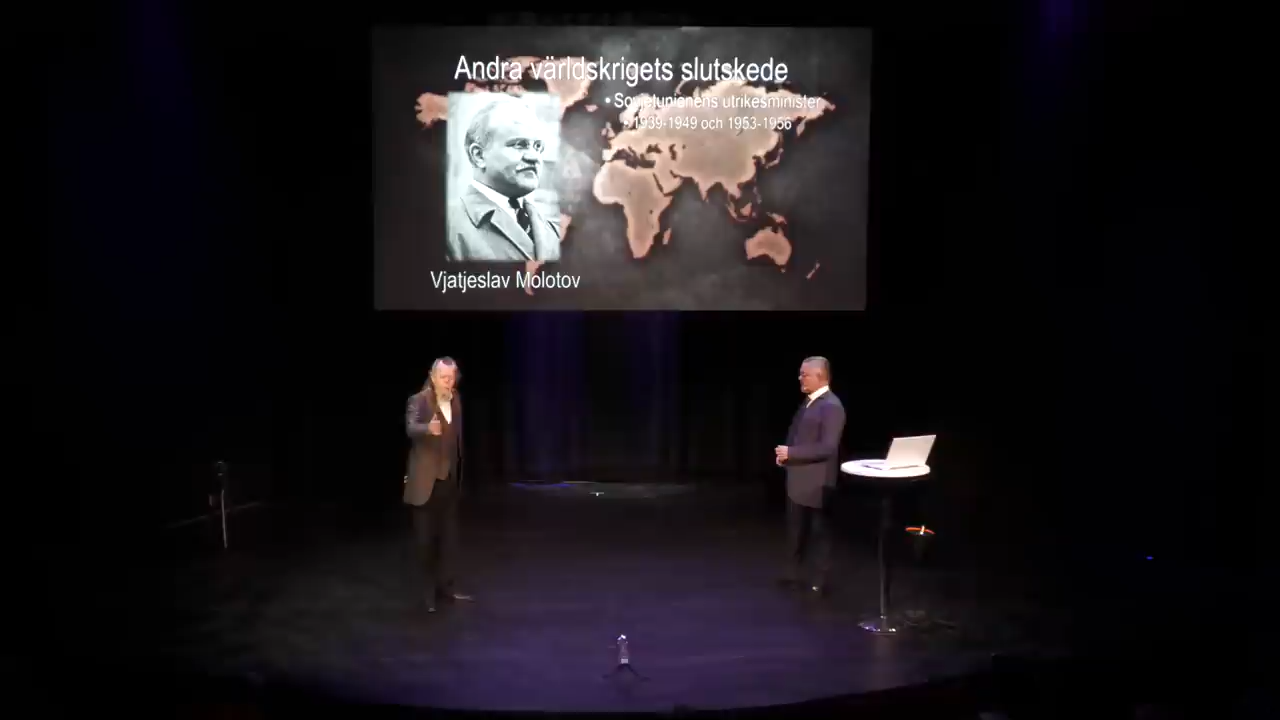 Andra världskrigets slutskede
• Sovjetunionens utrikesminister
• 1939-1949 och 1953-1956
Vjatjeslav Molotov